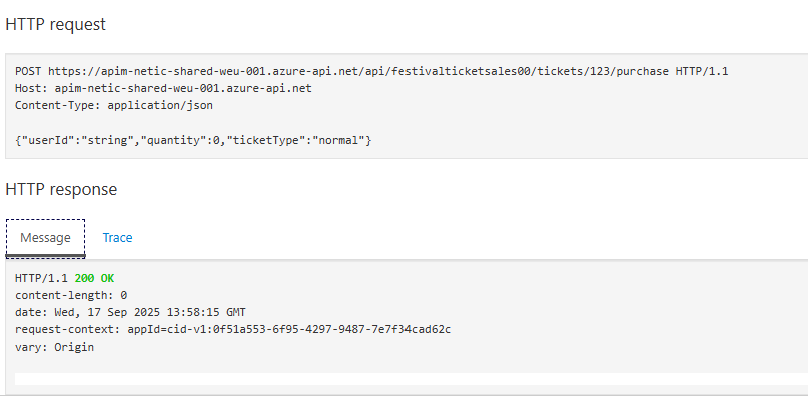 HTTP request
POST https://apim-netic-shared-weu-001.azure-api.net/api/festivalticketsales00/tickets/123/purchase HTTP/1.1
Host: apim-netic-shared-weu-001.azure-api.net
Content-Type: application/json
{"userId":"string","quantity":0,"ticketType":"normal"}
HTTP response
Message Trace
HTTP/1.1 200 OK
content-length: 0
date: Wed, 17 Sep 2025 13:58:15 GMT
request-context: appId=cid-v1:0f51a553-6f95-4297-9487-7e7f34cad62c
vary: Origin